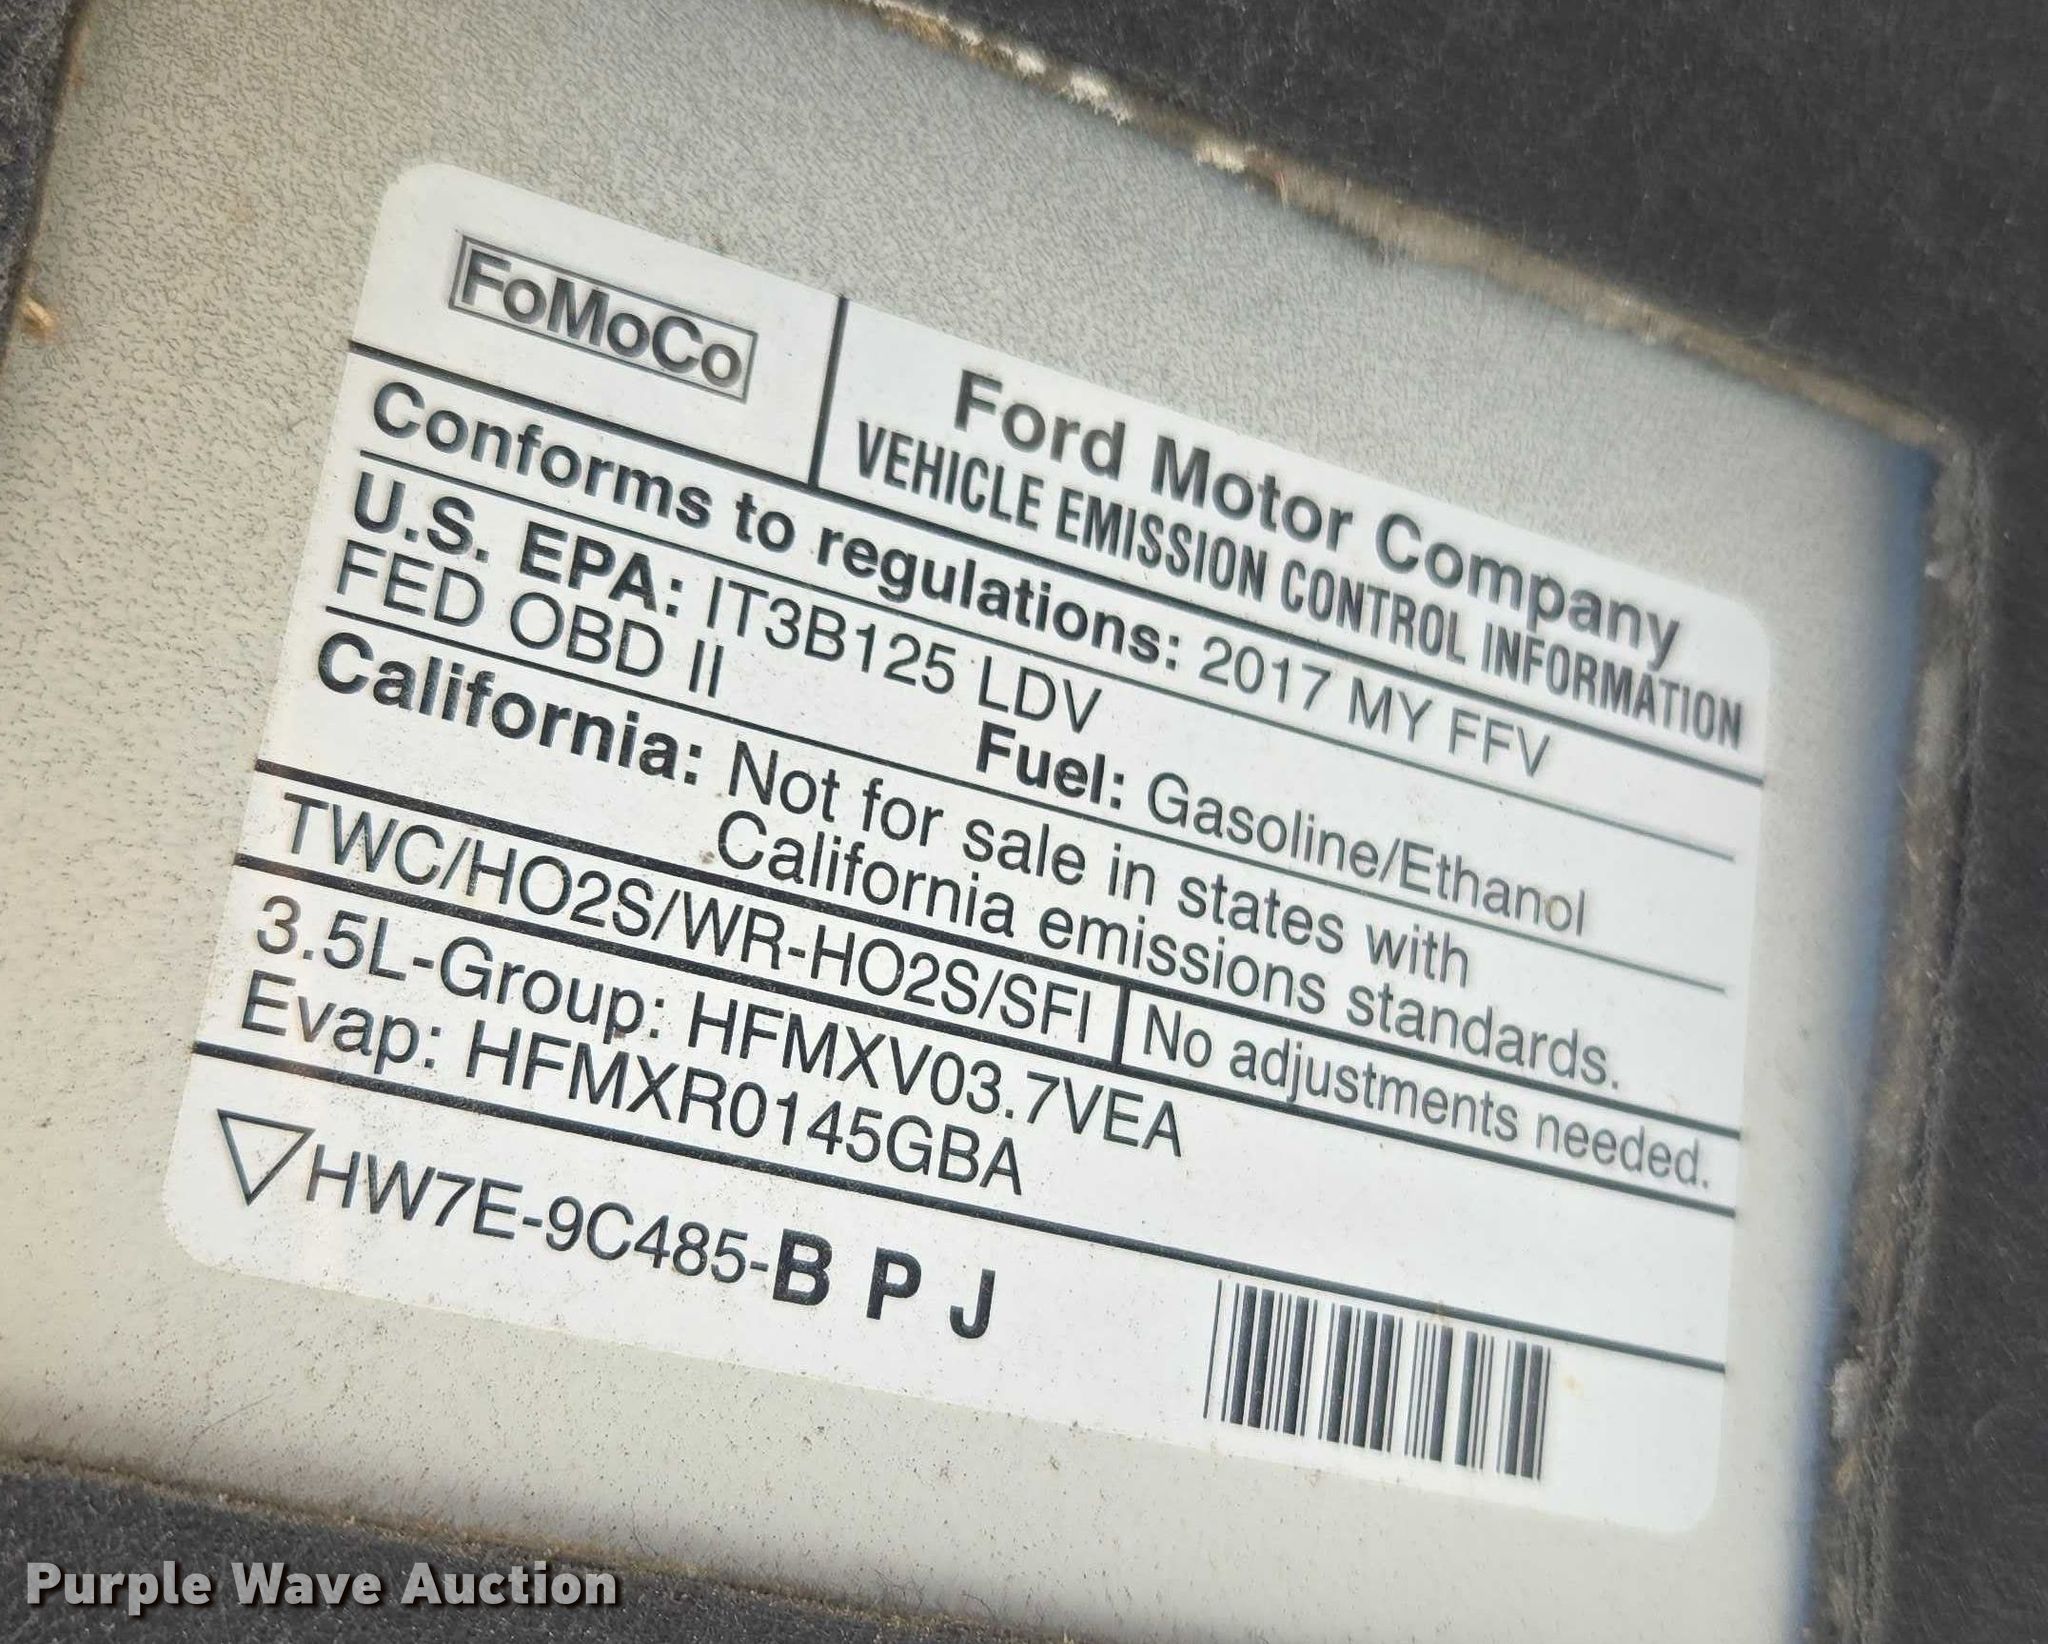 FoMoCo
Ford Motor Company
VEHICLE EMISSION CONTROL INFORMATION
Conforms to regulations: 2017 MY FFV
U.S. EPA: IT3B125 LDV
FED OBD II Fuel: Gasoline/Ethanol
California: Not for sale in states with
California emissions standards.
TWC/HO2S/WR-HO2S/SFI No adjustments needed.
3.5L-Group: HFMXV03.7VEA
Evap: HFMXR0145GBA
HW7E-9C485-B P J
Purple Wave Auction